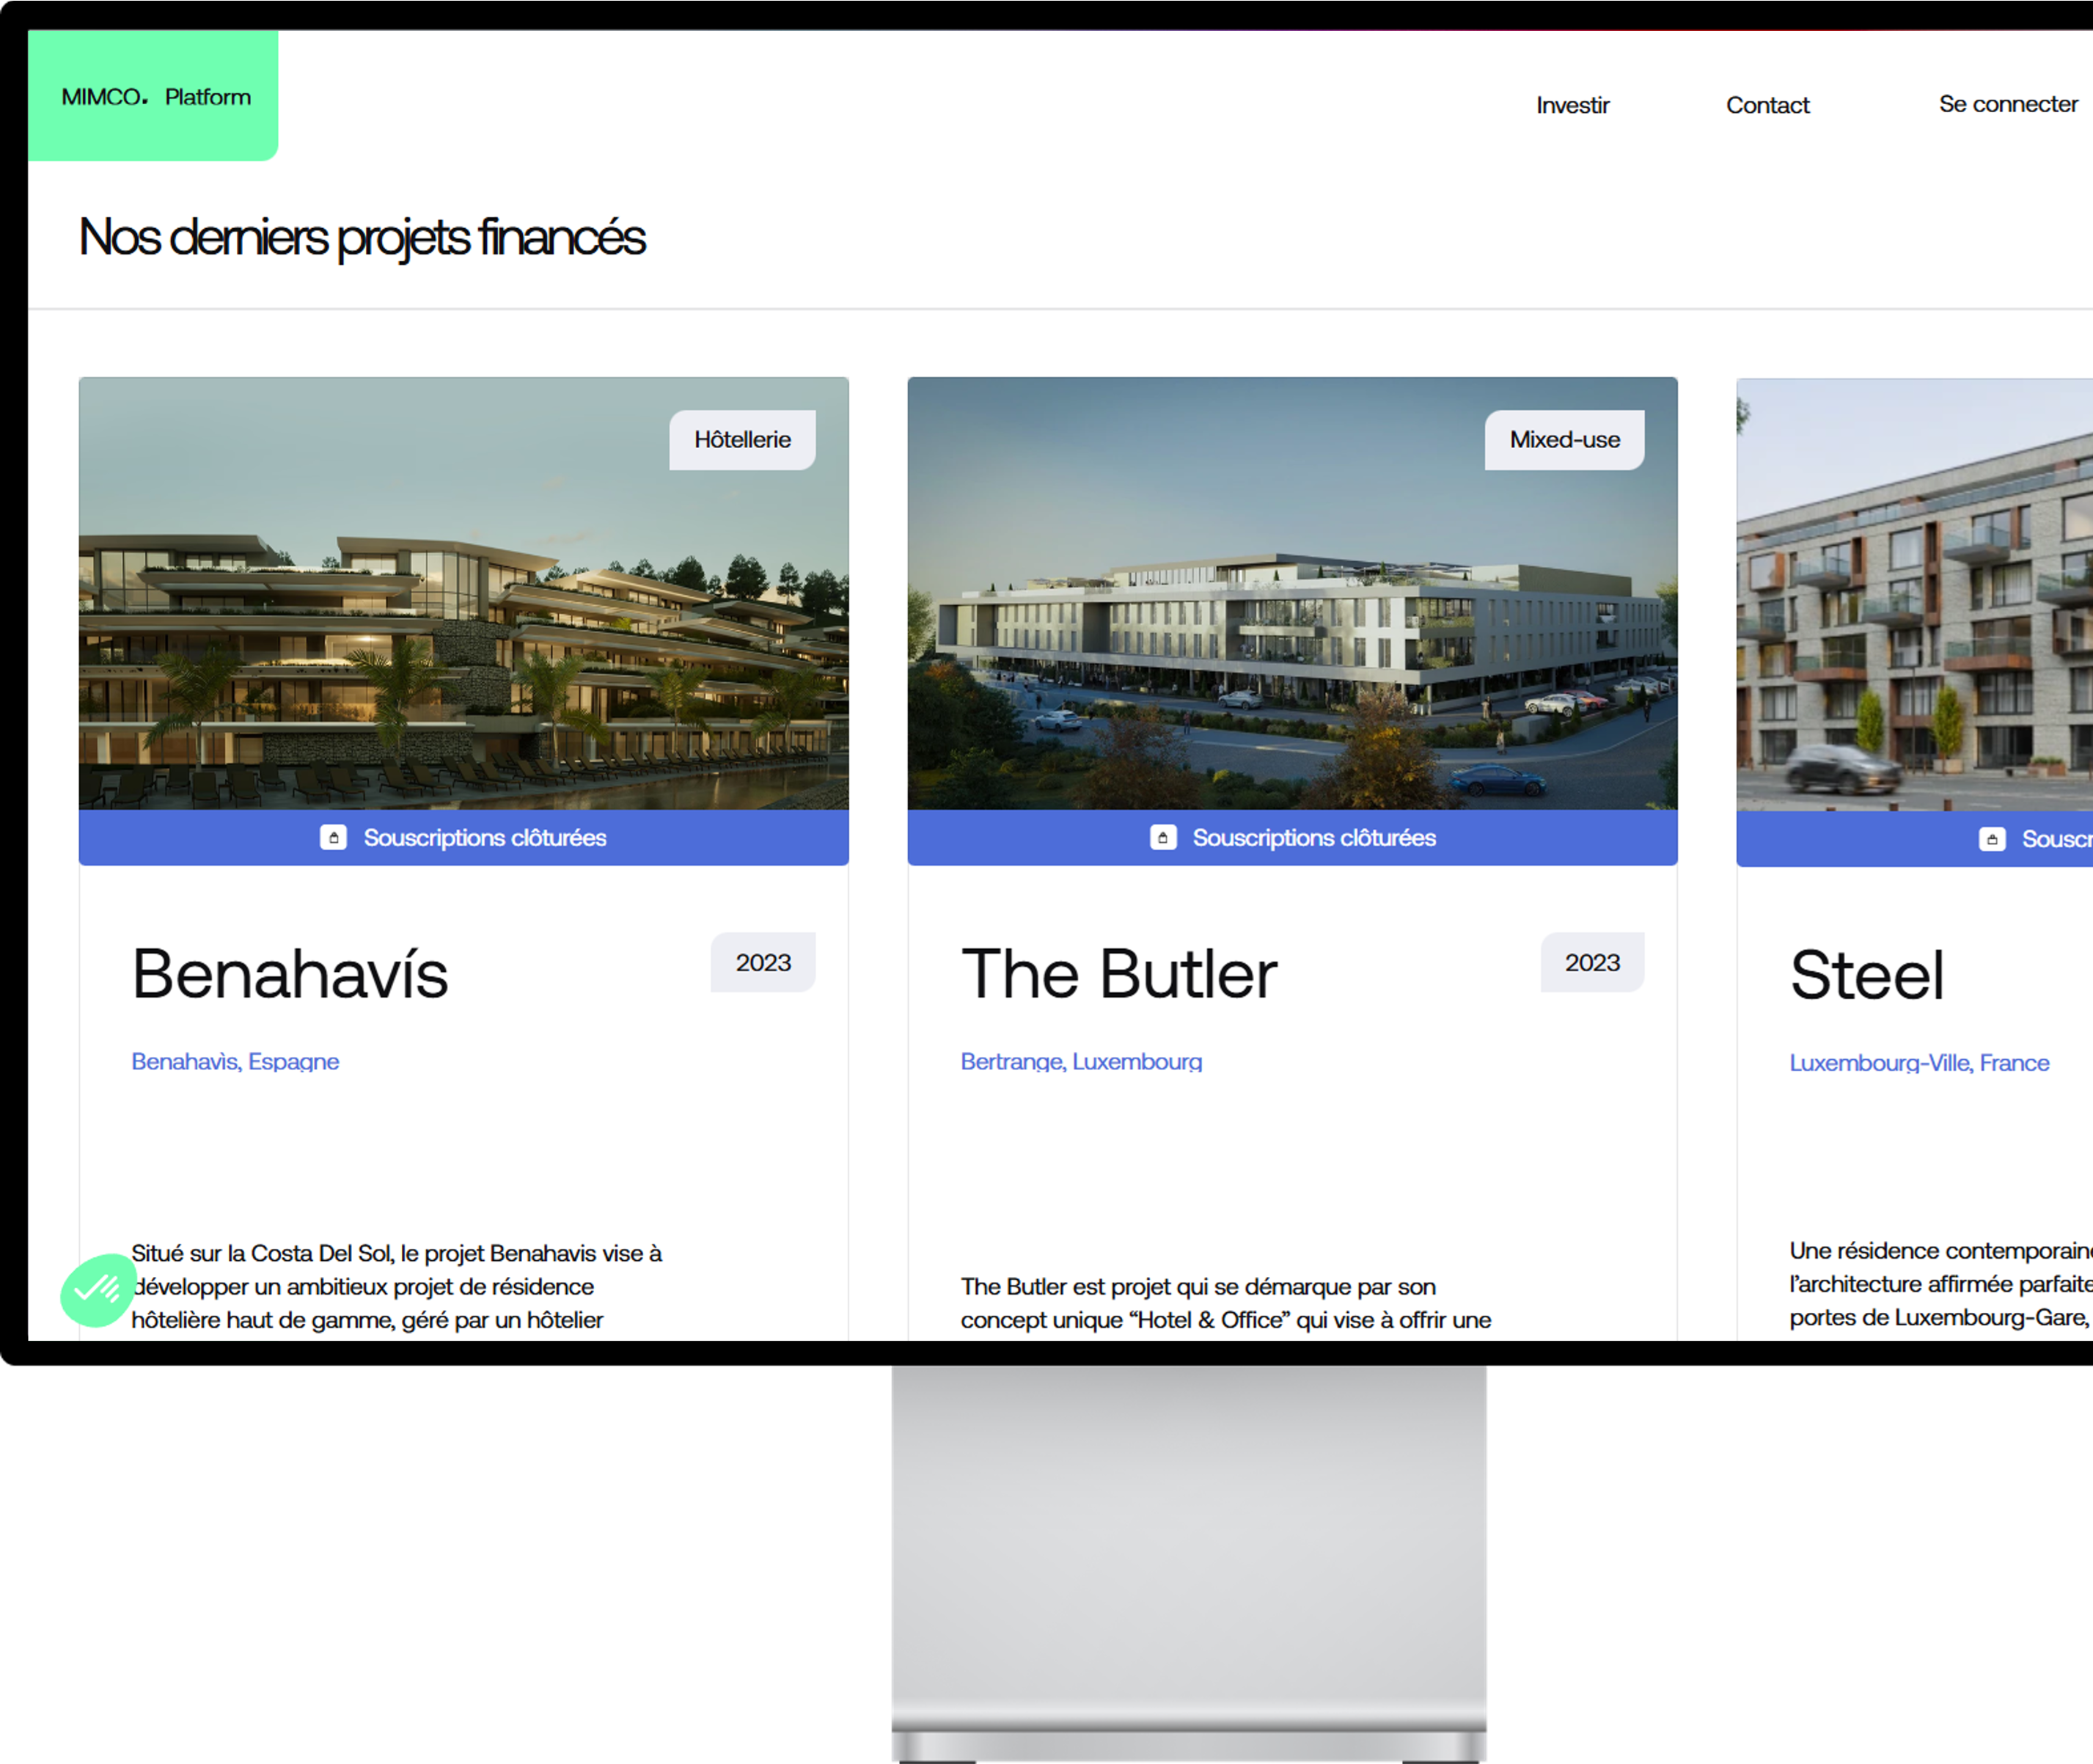 MIMCO. Platform
Investir
Contact
Se connecter
Nos derniers projets financés
Hôtellerie
Mixed-use
Souscriptions clôturées
Souscriptions clôturées
Benahavís
2023
The Butler
2023
Steel
Benahavìs, Espagne
Bertrange, Luxembourg
Luxembourg-Ville, France
Situé sur la Costa Del Sol, le projet Benahavis vise à
développer un ambitieux projet de résidence
hôtelière haut de gamme, géré par un hôtelier
The Butler est projet qui se démarque par son
concept unique “Hotel & Office” qui vise à offrir une
Une résidence
l’architecture affirmée
portes de Luxembourg-Gare,